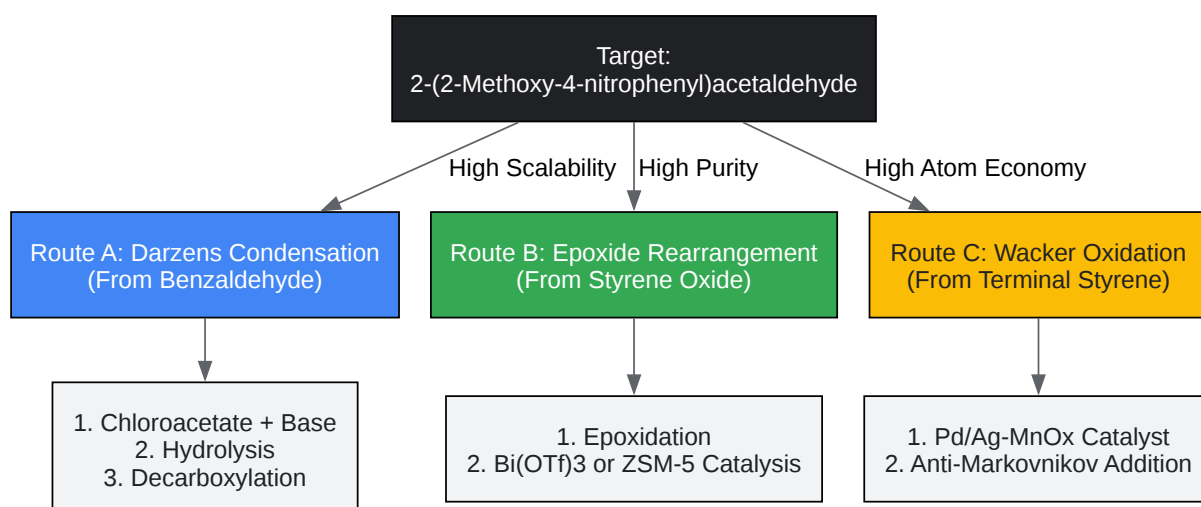 Target:
2-(2-Methoxy-4-nitrophenyl)acetaldehyde
High Scalability
High Purity
High Atom Economy
Route A: Darzens Condensation
(From Benzaldehyde)
Route B: Epoxide Rearrangement
(From Styrene Oxide)
Route C: Wacker Oxidation
(From Terminal Styrene)
1. Chloroacetate + Base
2. Hydrolysis
3. Decarboxylation
1. Epoxidation
2. Bi(OTf)3 or ZSM-5 Catalysis
1. Pd/Ag-MnOx Catalyst
2. Anti-Markovnikov Addition